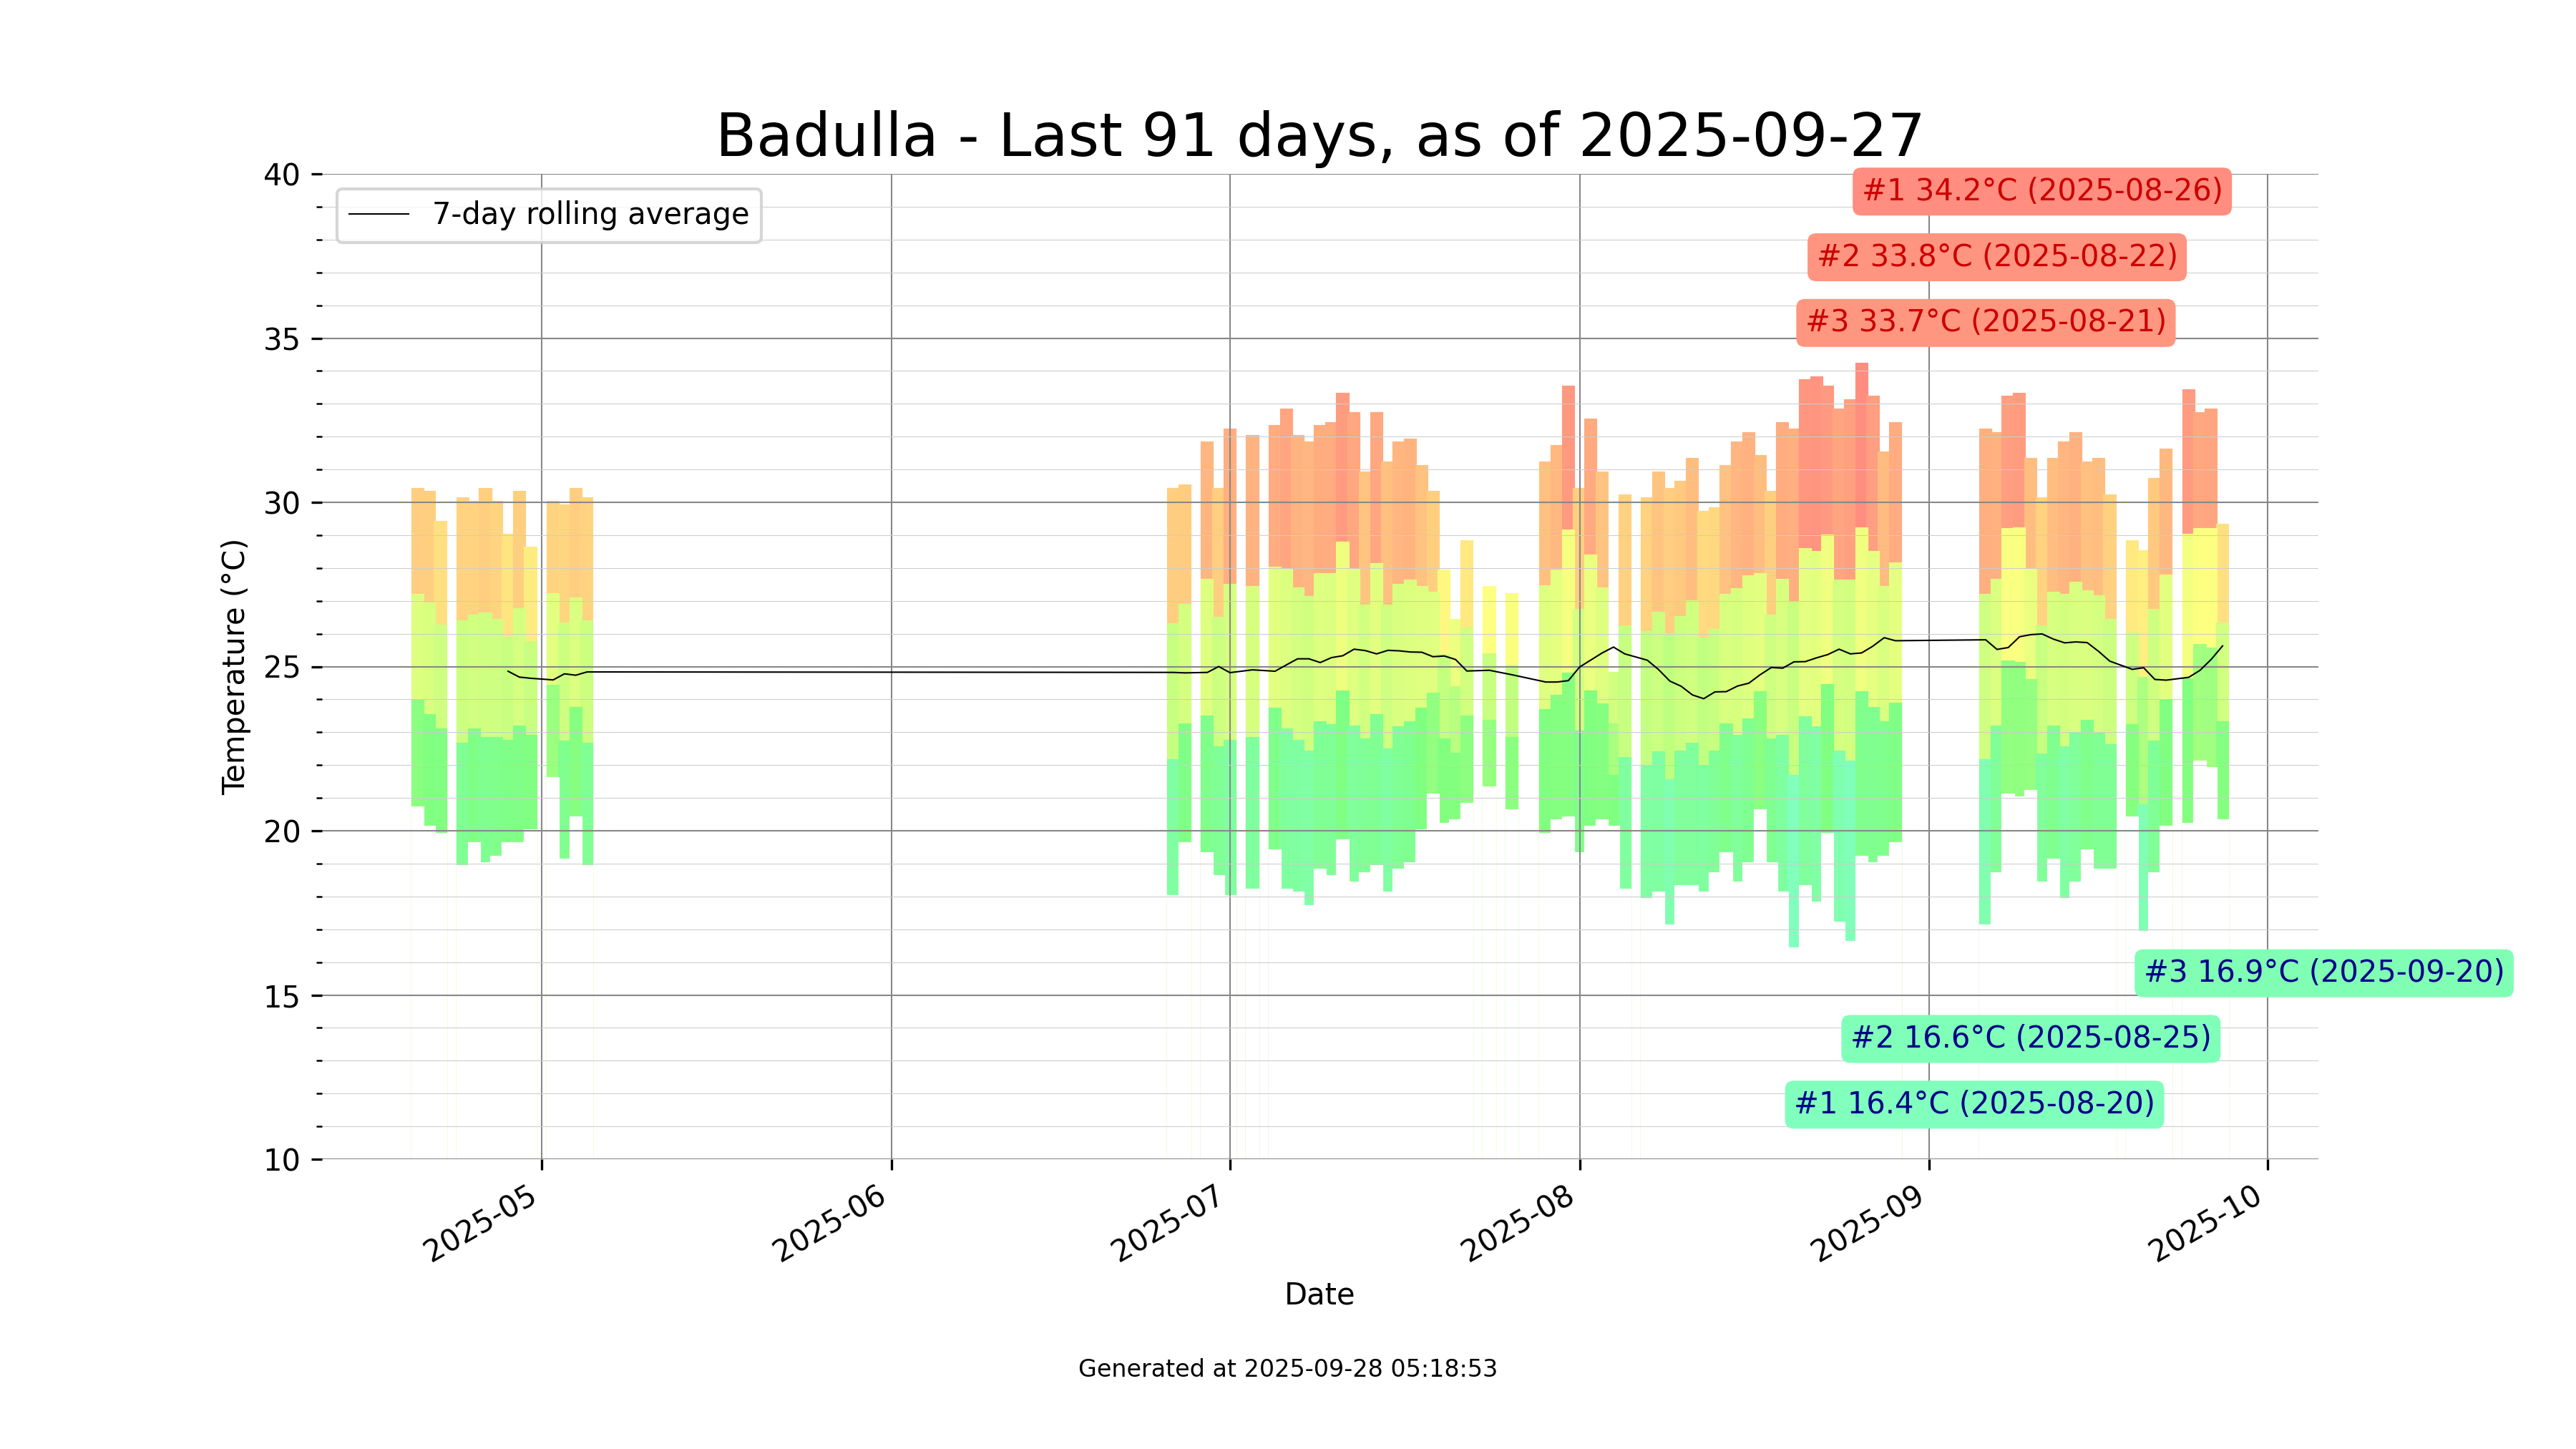 Badulla - Last 91 days, as of 2025-09-27
7-day rolling average
#1 34.2°C (2025-08-26)
#2 33.8°C (2025-08-22)
#3 33.7°C (2025-08-21)
40
35
30
25
20
15
10
Temperature (°C)
#3 16.9°C (2025-09-20)
#2 16.6°C (2025-08-25)
#1 16.4°C (2025-08-20)
2025-05
2025-06
2025-07
2025-08
2025-09
2025-10
Date
Generated at 2025-09-28 05:18:53